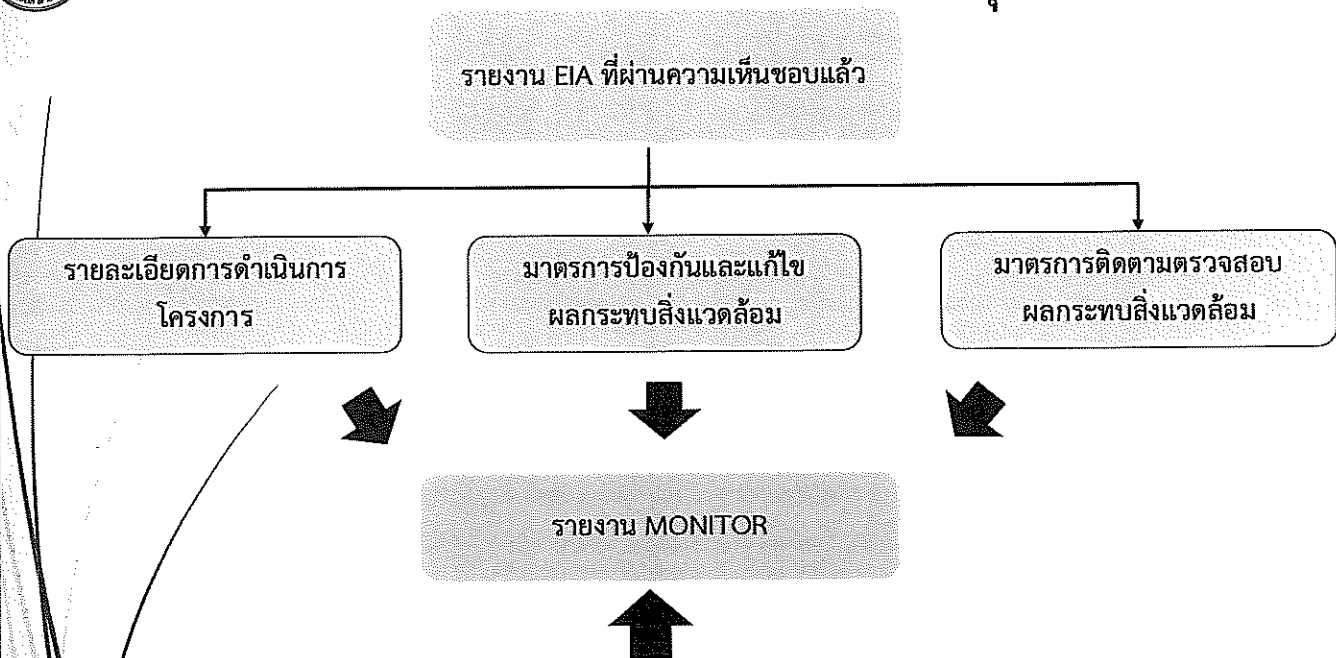 รายงาน EIA ที่ผ่านความเห็นชอบแล้ว
รายละเอียดการดำเนินการ
โครงการ
มาตรการป้องกันและแก้ไข
ผลกระทบสิ่งแวดล้อม
มาตรการติดตามตรวจสอบ
ผลกระทบสิ่งแวดล้อม
รายงาน MONITOR